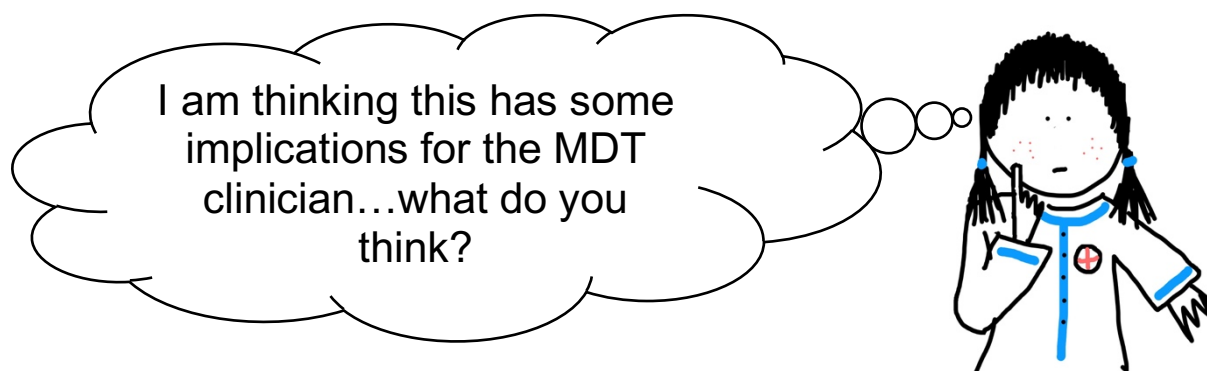 I am thinking this has some
implications for the MDT
clinician…what do you
think?